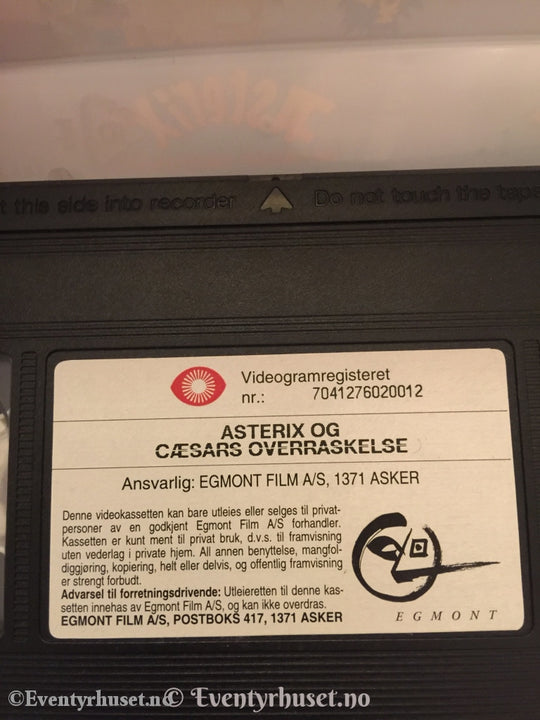 Asterix
t this side into recorder Do not touch the tape
Videogramregisteret
nr.: 7041276020012
ASTERIX OG
CÆSARS OVERRASKELSE
Ansvarlig: EGMONT FILM A/S, 1371 ASKER
Denne videokassetten kan bare utleies eller selges til privat-
personer av en godkjent Egmont Film A/S forhandler.
Kassetten er kunt ment til privat bruk, d.v.s. til framvisning
uten vederlag i private hjem. All annen benyttelse, mangfol-
diggjøring, kopiering, helt eller delvis, og offentlig framvisning
er strengt forbudt.
Advarsel til forretningsdrivende: Utleieretten til denne kas-
setten innehas av Egmont Film A/S, og kan ikke overdras.
EGMONT FILM A/S, POSTBOKS 417, 1371 ASKER
EGMONT
©Eventyrhuset.no
© Eventyrhuset.no